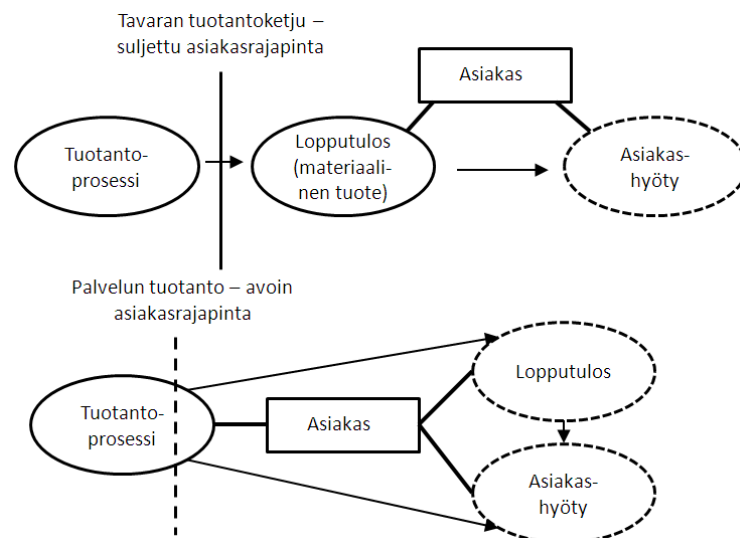 Tavaran tuotantoketju –
suljettu asiakasrajapinta
Asiakas
Tuotanto-
prosessi
Lopputulos
(materiaali-
nen tuote)
Asiakas-
hyöty
Palvelun tuotanto – avoin
asiakasrajapinta
Tuotanto-
prosessi
Asiakas
Lopputulos
Asiakas-
hyöty